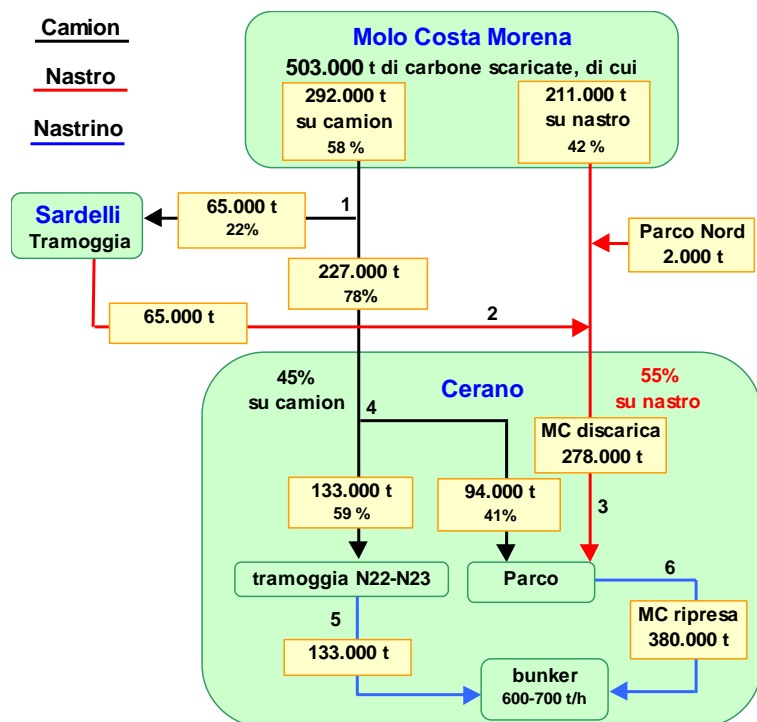 Camion
Nastro
Nastrino
Molo Costa Morena
503.000 t di carbone scaricate, di cui
292.000 t
su camion
58 %
211.000 t
su nastro
42 %
Sardelli
Tramoggia
65.000 t
22%
1
Parco Nord
2.000 t
227.000 t
78%
65.000 t
2
45%
su camion
Cerano
55%
su nastro
4
MC discarica
278.000 t
133.000 t
59 %
94.000 t
41%
3
tramoggia N22-N23
Parco
6
5
MC ripresa
380.000 t
133.000 t
bunker
600-700 t/h